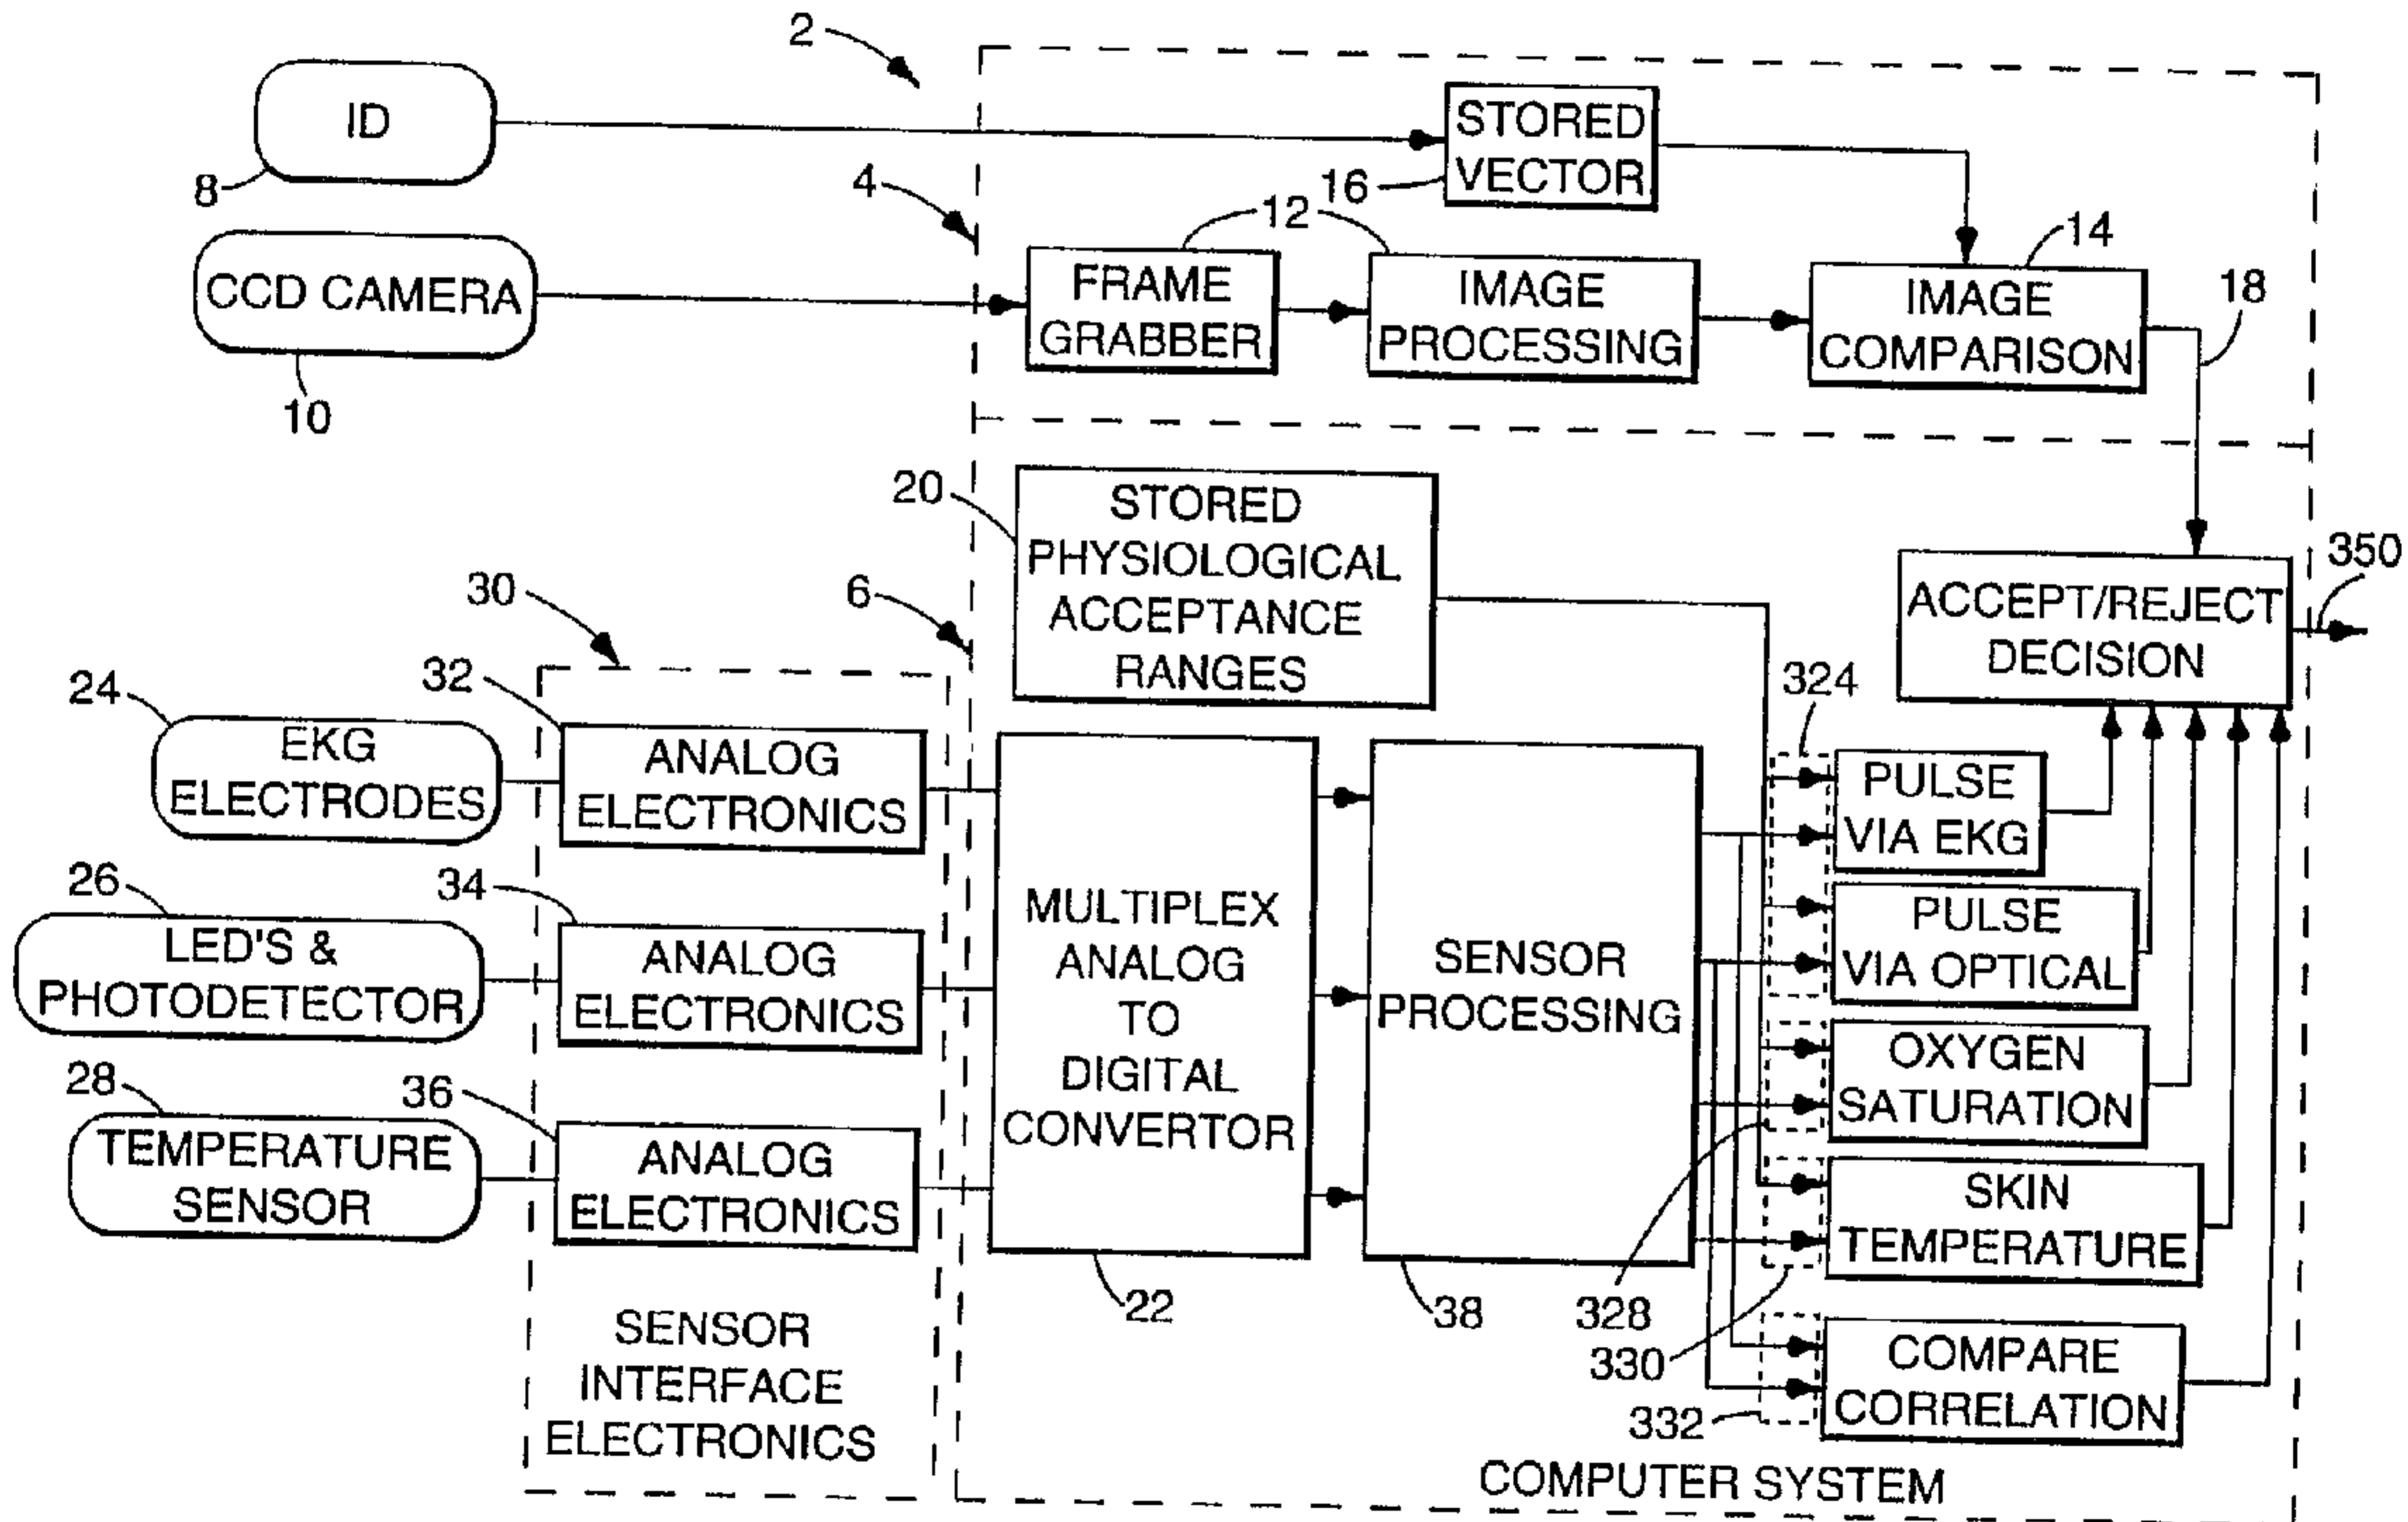 2
ID
8
STORED
VECTOR
16
4
12
14
18
CCD CAMERA
10
FRAME
GRABBER
IMAGE
PROCESSING
IMAGE
COMPARISON
20
STORED
PHYSIOLOGICAL
ACCEPTANCE
RANGES
ACCEPT/REJECT
DECISION
350
30
6
24
EKG
ELECTRODES
32
ANALOG
ELECTRONICS
26
LED'S &
PHOTODETECTOR
34
ANALOG
ELECTRONICS
28
TEMPERATURE
SENSOR
36
ANALOG
ELECTRONICS
SENSOR
INTERFACE
ELECTRONICS
MULTIPLEX
ANALOG
TO
DIGITAL
CONVERTOR
22
SENSOR
PROCESSING
38
324
PULSE
VIA EKG
PULSE
VIA OPTICAL
OXYGEN
SATURATION
328
SKIN
TEMPERATURE
330
COMPARE
CORRELATION
332
COMPUTER SYSTEM